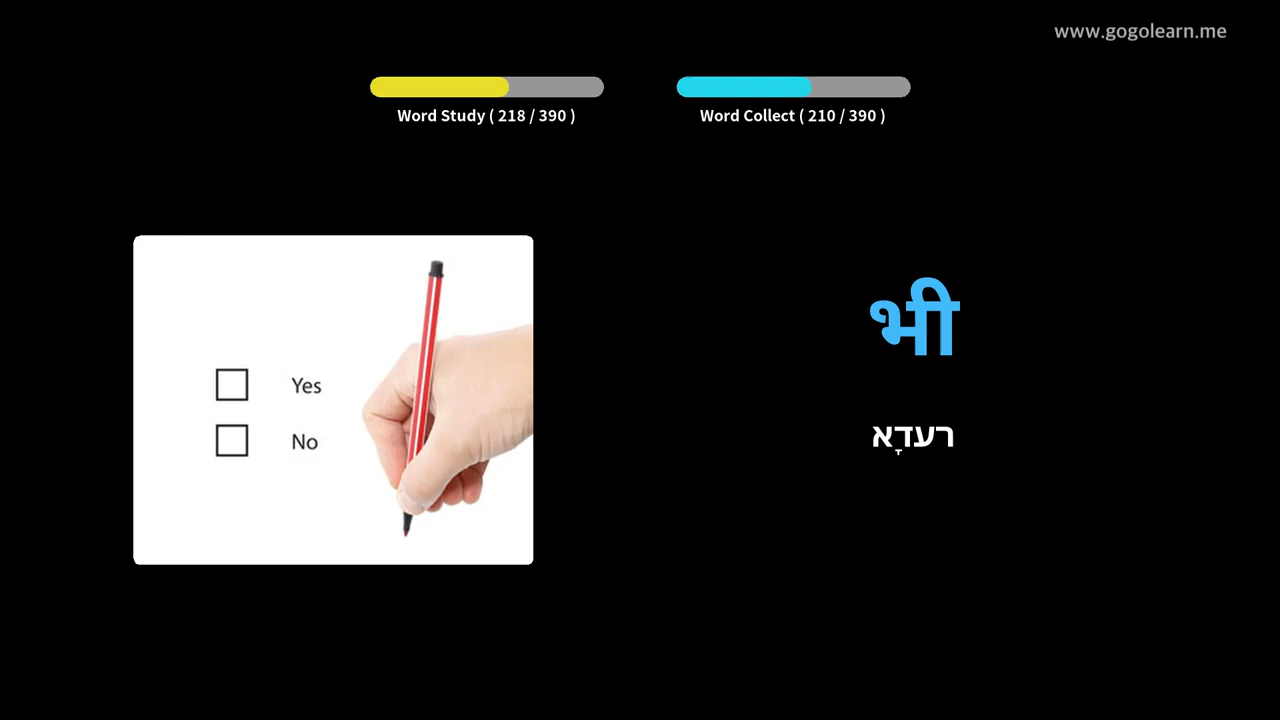 www.gogolearn.me
Word Study ( 218 / 390 )
Word Collect ( 210 / 390 )
भी
רעדָא
Yes
No